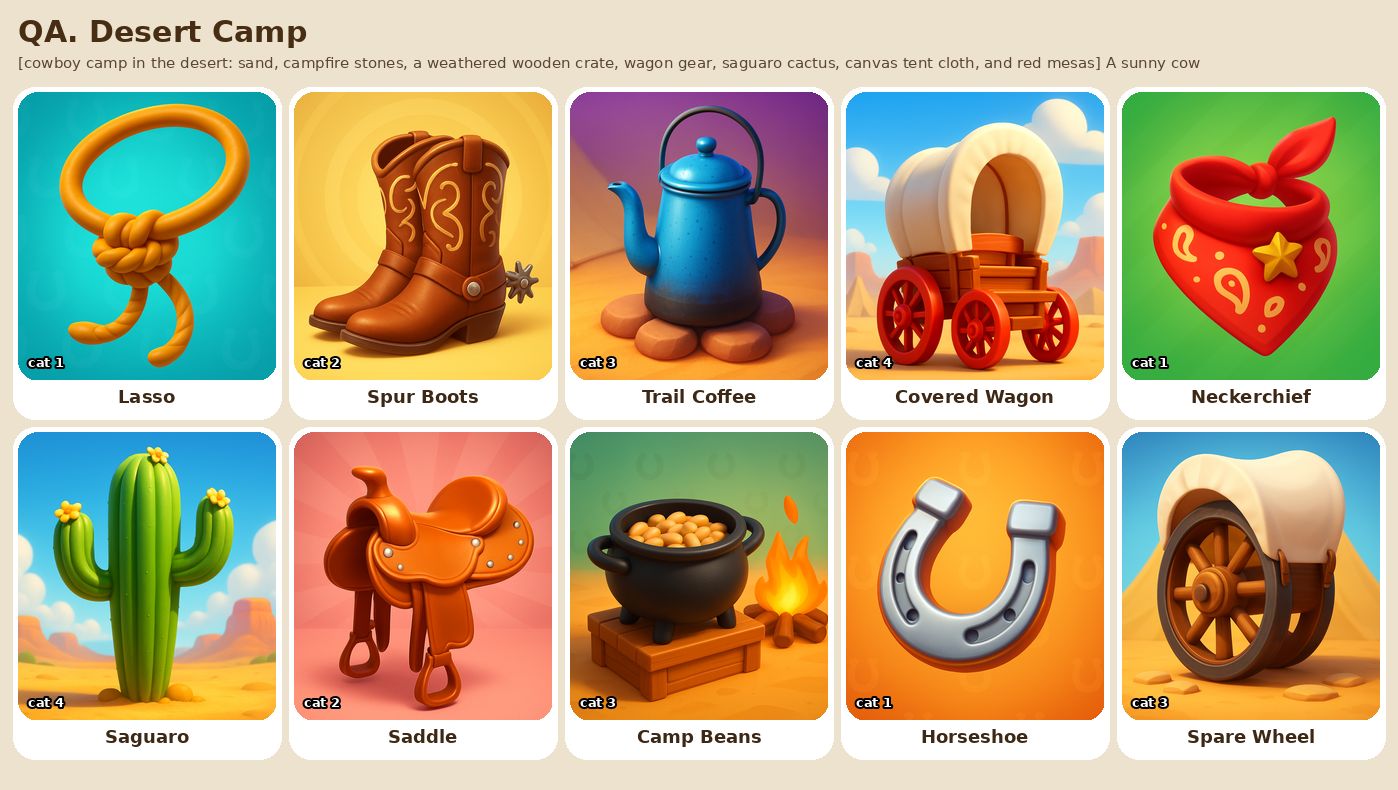 QA. Desert Camp
[cowboy camp in the desert: sand, campfire stones, a weathered wooden crate, wagon gear, saguaro cactus, canvas tent cloth, and red mesas] A sunny cow
cat 1
cat 2
cat 3
cat 4
cat 1
Lasso
Spur Boots
Trail Coffee
Covered Wagon
Neckerchief
cat 4
cat 2
cat 3
cat 1
cat 3
Saguaro
Saddle
Camp Beans
Horseshoe
Spare Wheel